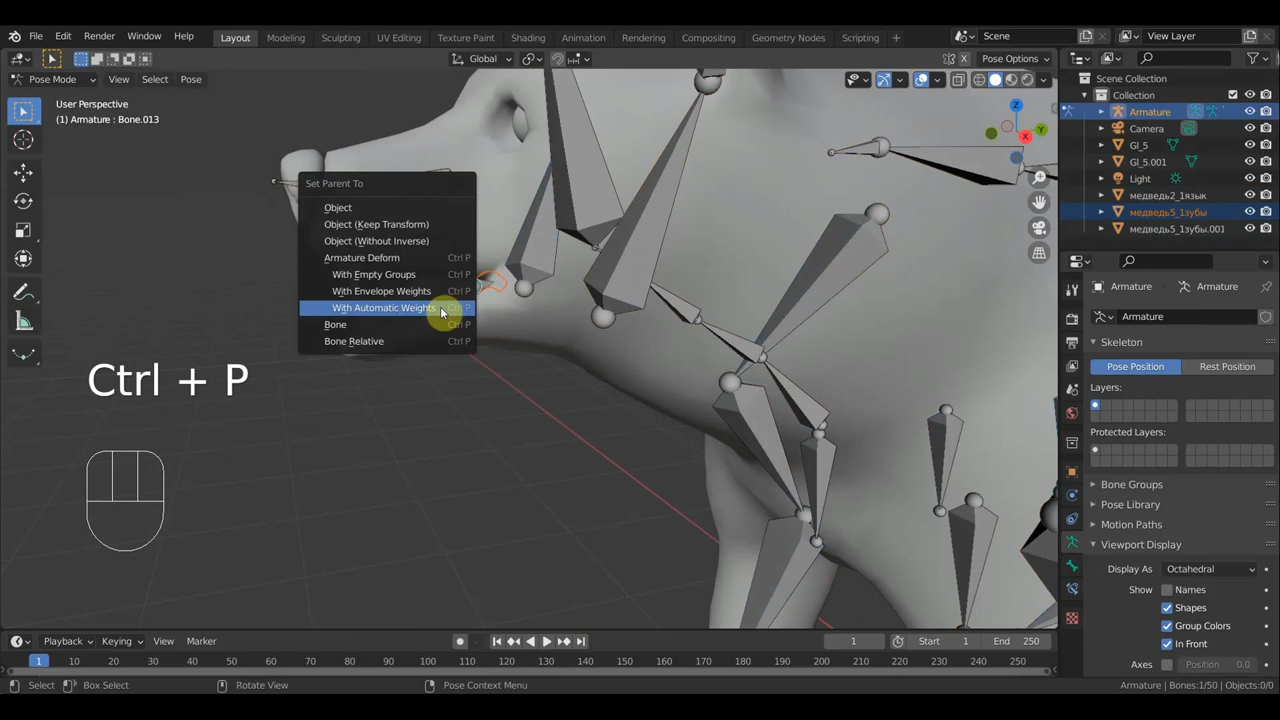 File Edit Render Window Help Layout Modeling Sculpting UV Editing Texture Paint Shading Animation Rendering Compositing Geometry Nodes Scripting + Scene View Layer
Global Pose Options
Pose Mode View Select Pose
User Perspective
(1) Armature : Bone.013
Z
Y
X
Set Parent To
Object
Object (Keep Transform)
Object (Without Inverse)
Armature Deform Ctrl P
With Empty Groups Ctrl P
With Envelope Weights Ctrl P
With Automatic Weights Ctrl P
Bone Ctrl P
Bone Relative Ctrl P
Ctrl + P
Scene Collection
Collection
Armature
Camera
Gl_5
Gl_5.001
Light
медведь2_1язык
медведь5_1зубы
медведь5_1зубы.001
Armature Armature
Armature
Skeleton
Pose Position Rest Position
Layers:
Protected Layers:
Bone Groups
Pose Library
Motion Paths
Viewport Display
Display As Octahedral
Show Names
Shapes
Group Colors
In Front
Axes Position 0.0
Playback Keying View Marker 1 Start 1 End 250
1 10 20 30 40 50 60 70 80 90 100 110 120 130 140 150 160 170 180 190 200 210 220 230 240 250
Select Box Select Rotate View Pose Context Menu Armature | Bones:1/50 | Objects:0/0